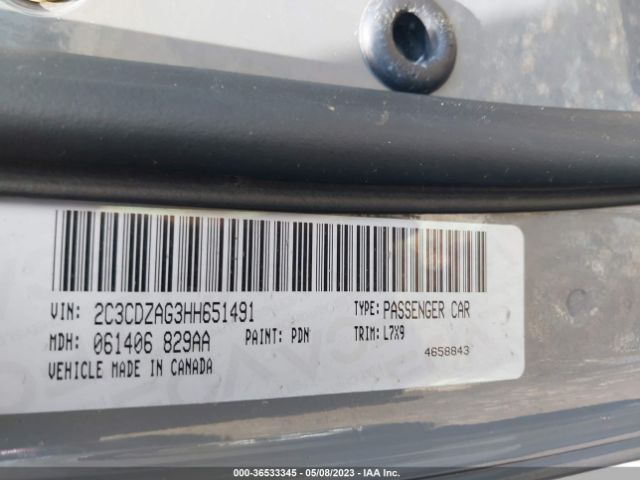 VIN: 2C3CDZAG3HH651491 TYPE: PASSENGER CAR
MDH: 061406 829AA PAINT: PDN TRIM: L7X9
VEHICLE MADE IN CANADA 4658843
000-36533345 - 05/08/2023 - IAA Inc.